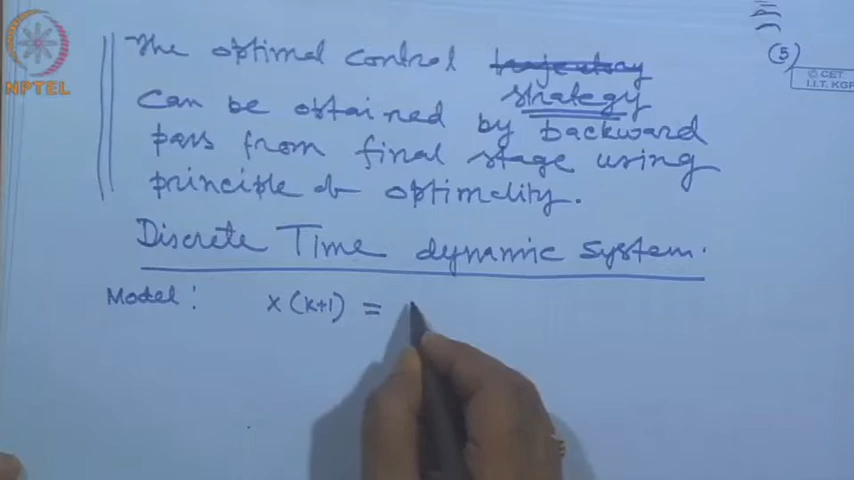 The optimal control trajectory
strategy
can be obtained by backward
pass from final stage using
principle of optimality.
Discrete Time dynamic system.
Model : x(k+1) =
5
© CET
I.I.T. KGP
NPTEL